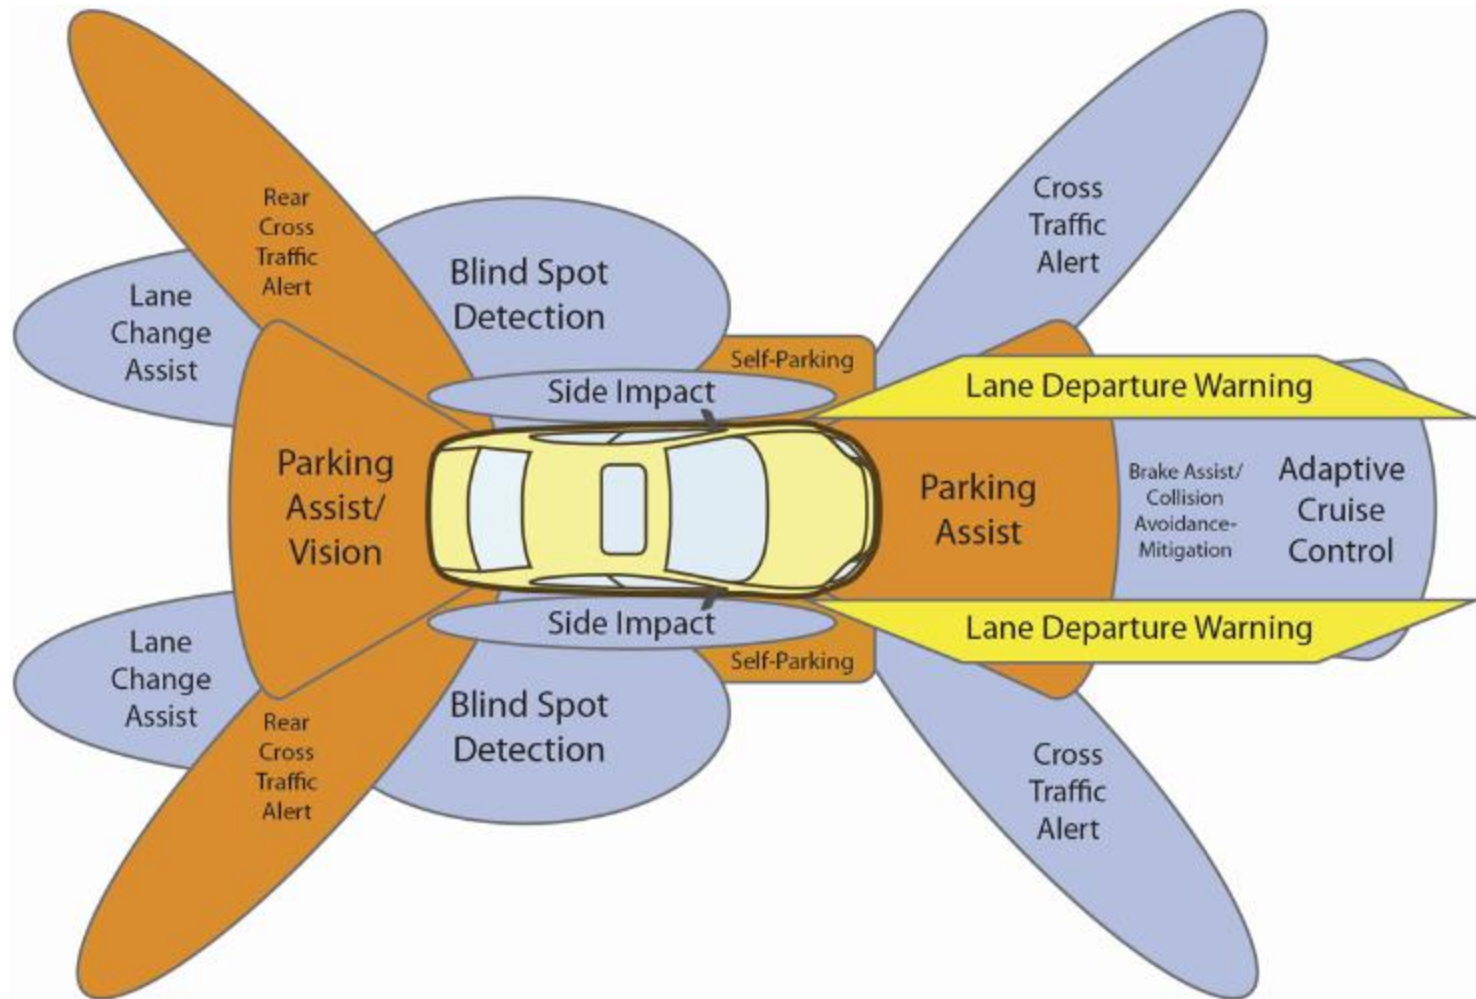 Rear
Cross
Traffic
Alert
Cross
Traffic
Alert
Blind Spot
Detection
Lane
Change
Assist
Self-Parking
Side Impact
Lane Departure Warning
Parking
Assist/
Vision
Parking
Assist
Brake Assist/
Collision
Avoidance-
Mitigation
Adaptive
Cruise
Control
Side Impact
Lane Departure Warning
Self-Parking
Lane
Change
Assist
Blind Spot
Detection
Rear
Cross
Traffic
Alert
Cross
Traffic
Alert